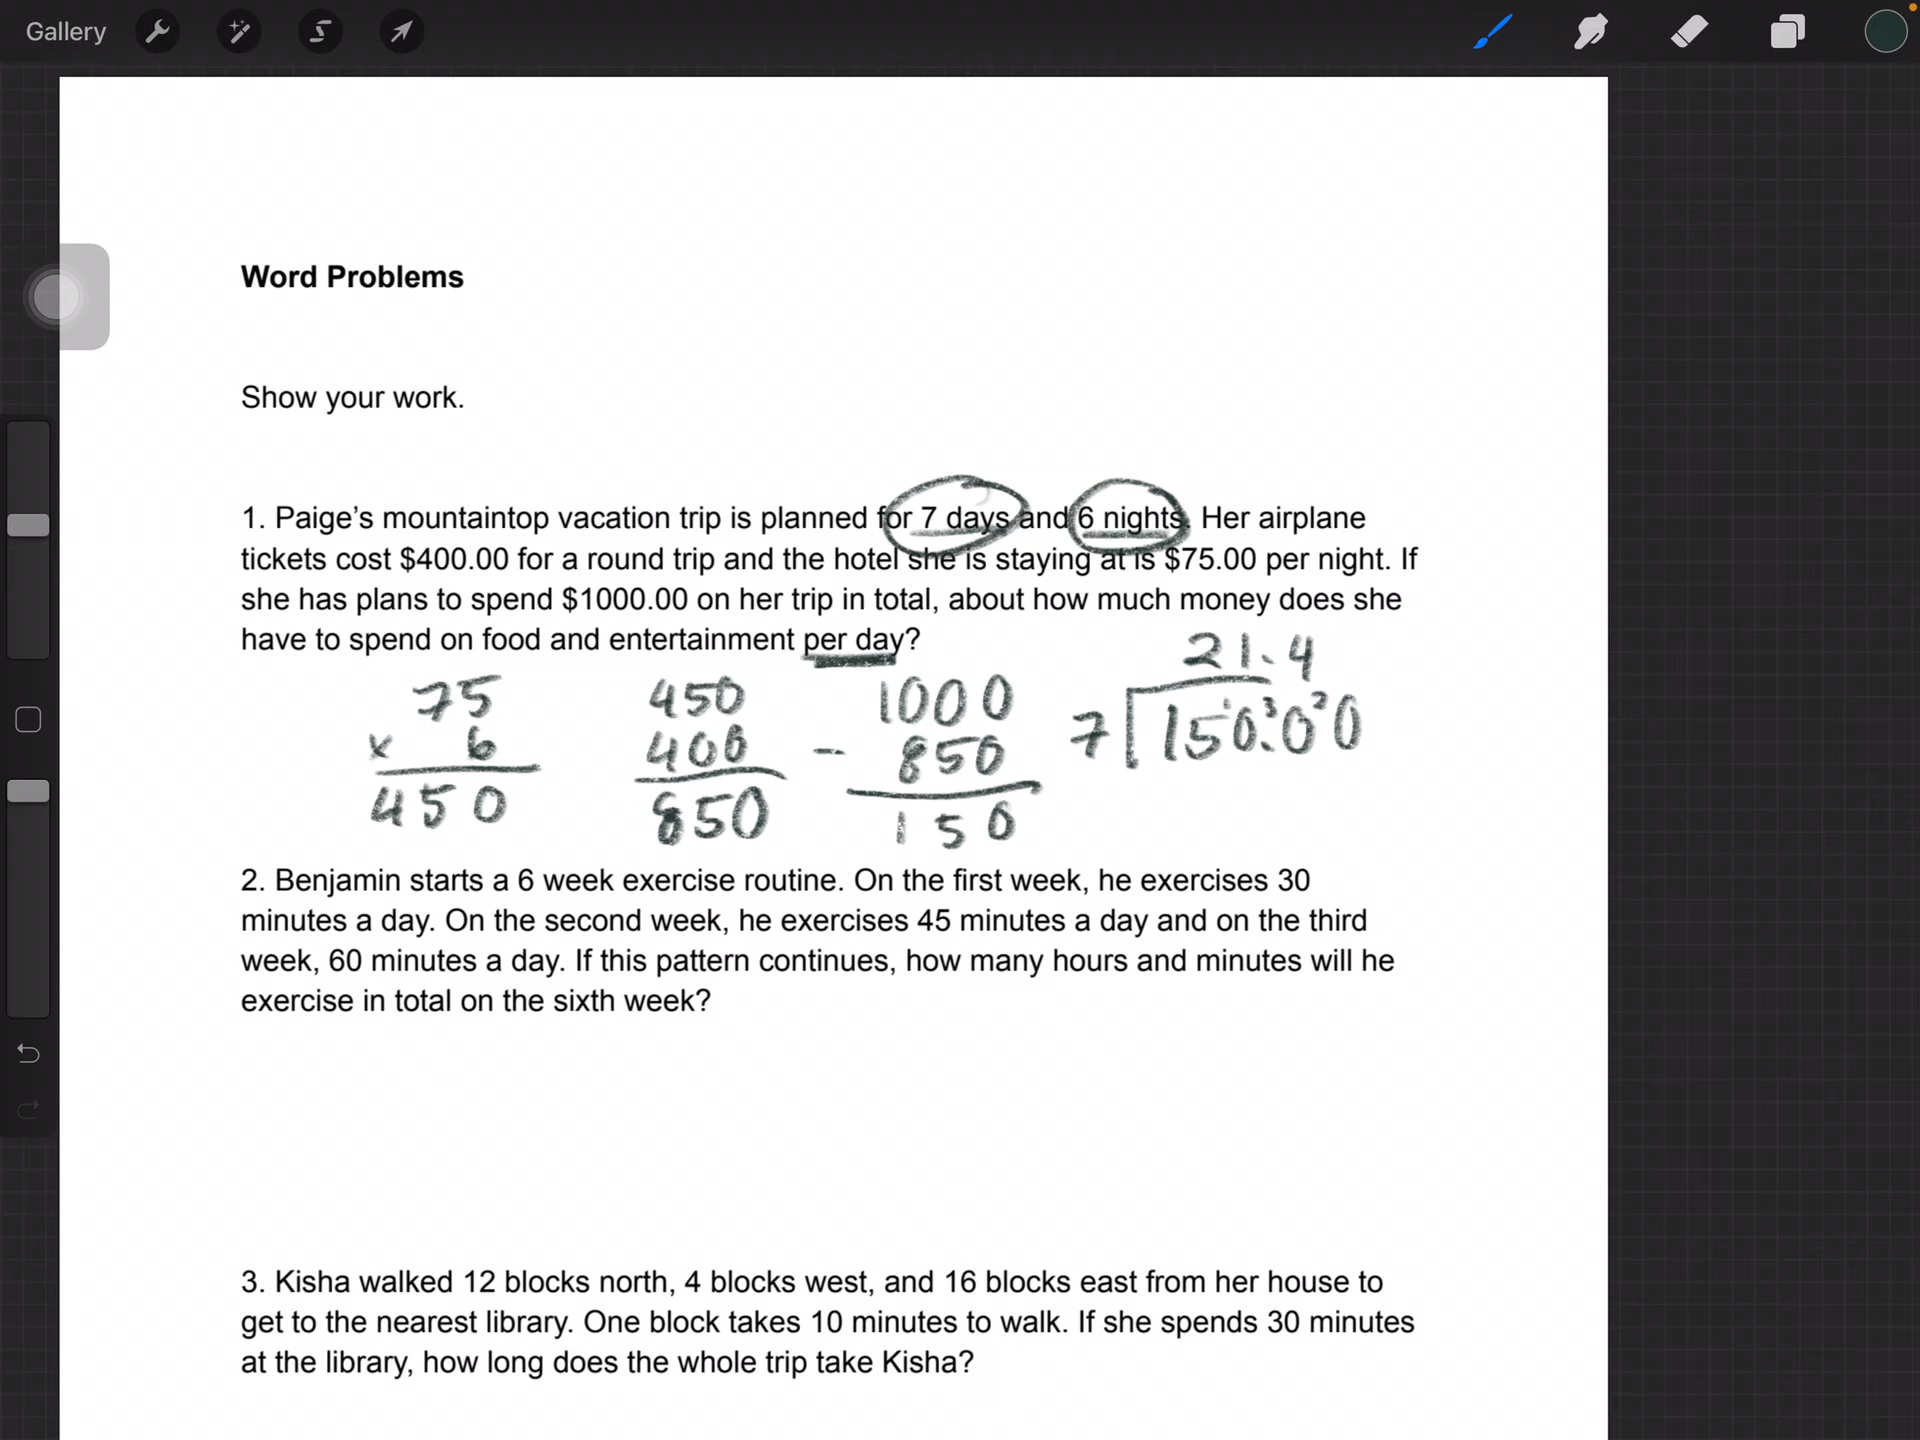 Gallery
Word Problems
Show your work.
1. Paige’s mountaintop vacation trip is planned for 7 days and 6 nights. Her airplane
tickets cost $400.00 for a round trip and the hotel she is staying at is $75.00 per night. If
she has plans to spend $1000.00 on her trip in total, about how much money does she
have to spend on food and entertainment per day?
75
x 6
450
450
400
850
1000
- 850
150
21.4
7 150.00
1 3 2
2. Benjamin starts a 6 week exercise routine. On the first week, he exercises 30
minutes a day. On the second week, he exercises 45 minutes a day and on the third
week, 60 minutes a day. If this pattern continues, how many hours and minutes will he
exercise in total on the sixth week?
3. Kisha walked 12 blocks north, 4 blocks west, and 16 blocks east from her house to
get to the nearest library. One block takes 10 minutes to walk. If she spends 30 minutes
at the library, how long does the whole trip take Kisha?